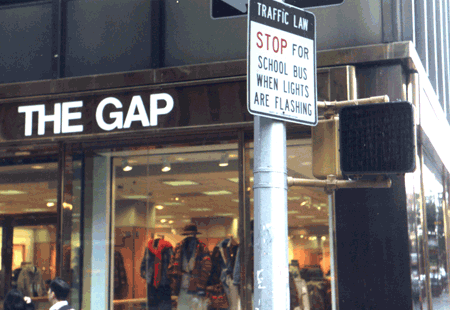 TRAFFIC LAW
STOP FOR
SCHOOL BUS
WHEN LIGHTS
ARE FLASHING
THE GAP